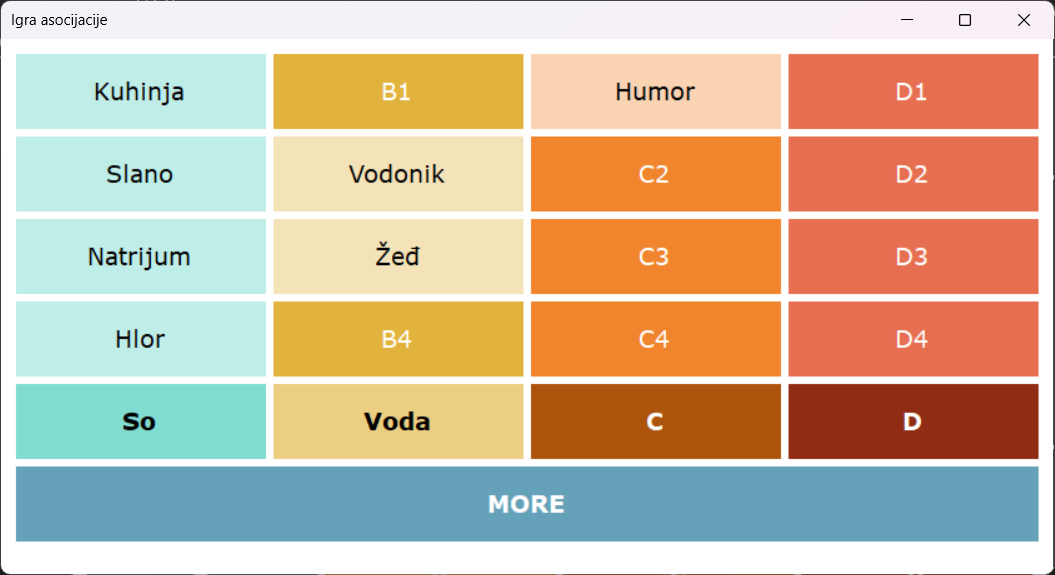 Igra asocijacije
Kuhinja B1 Humor D1
Slano Vodonik C2 D2
Natrijum Žeđ C3 D3
Hlor B4 C4 D4
So Voda C D
MORE